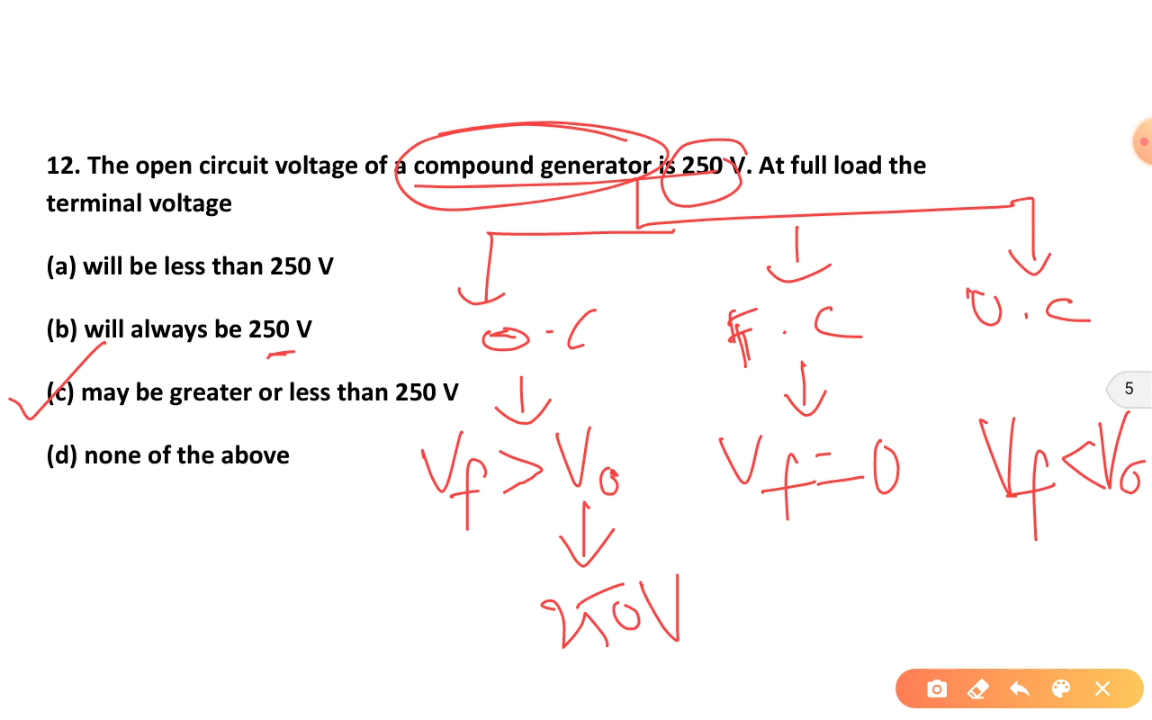 12. The open circuit voltage of a compound generator is 250 V. At full load the
terminal voltage
(a) will be less than 250 V
(b) will always be 250 V
(c) may be greater or less than 250 V
(d) none of the above
O.C
F.C
U.C
Vf>Vo
Vf=0
Vf<Vo
250V
5